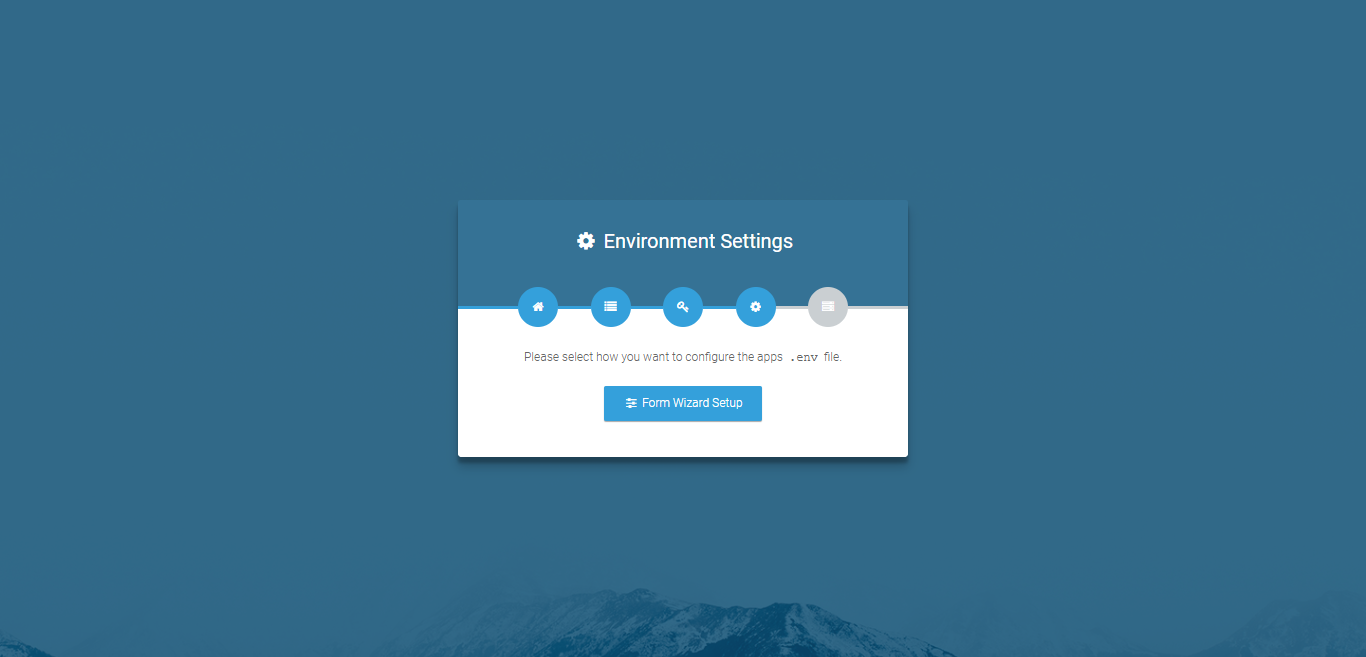 Environment Settings
Please select how you want to configure the apps .env file.
Form Wizard Setup